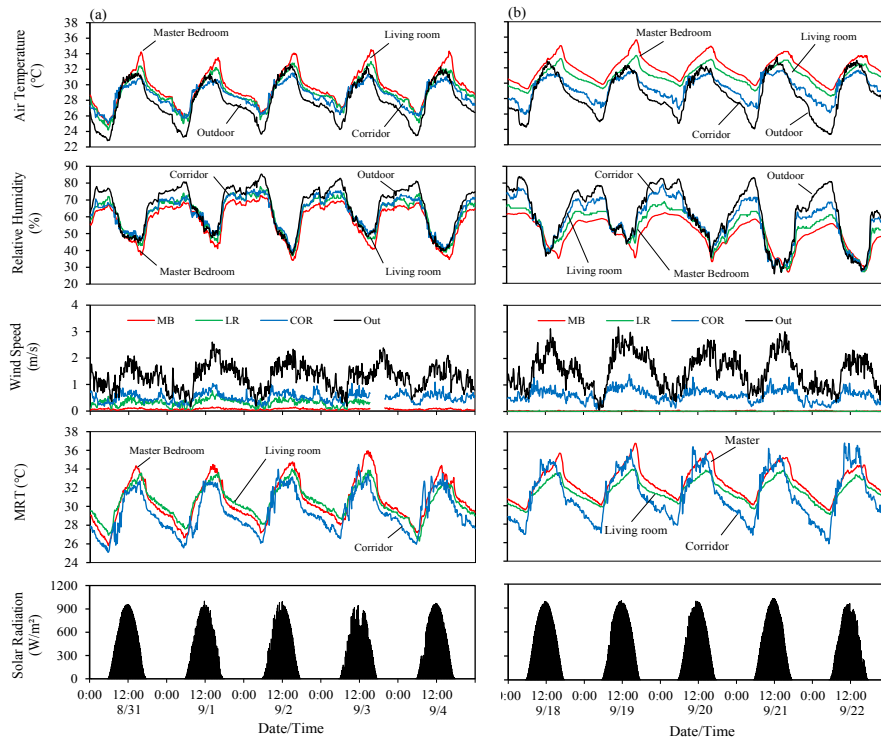 (a)
(b)
Air Temperature
(℃)
38
36
34
32
30
28
26
24
22
Master Bedroom
Living room
Outdoor
Corridor
Master Bedroom
Living room
Corridor
Outdoor
Relative Humidity
(%)
90
80
70
60
50
40
30
20
Corridor
Outdoor
Master Bedroom
Living room
Outdoor
Living room
Master Bedroom
Corridor
Wind Speed
(m/s)
5
4
3
2
1
0
MB LR COR Out
MB LR COR Out
MRT (℃)
38
36
34
32
30
28
26
24
Master Bedroom
Living room
Corridor
Master
Living room
Corridor
Solar Radiation
(W/m²)
1200
900
600
300
0
0:00 12:00 0:00 12:00 0:00 12:00 0:00 12:00 0:00 12:00
8/31 9/1 9/2 9/3 9/4
Date/Time
:00 12:00 0:00 12:00 0:00 12:00 0:00 12:00 0:00 12:00
9/18 9/19 9/20 9/21 9/22
Date/Time